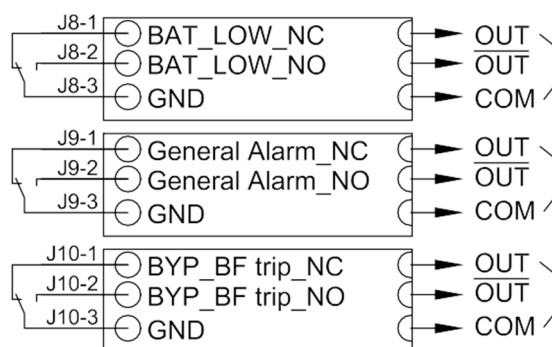 J8-1 BAT_LOW_NC OUT
J8-2 BAT_LOW_NO OUT
J8-3 GND COM
J9-1 General Alarm_NC OUT
J9-2 General Alarm_NO OUT
J9-3 GND COM
J10-1 BYP_BF trip_NC OUT
J10-2 BYP_BF trip_NO OUT
J10-3 GND COM